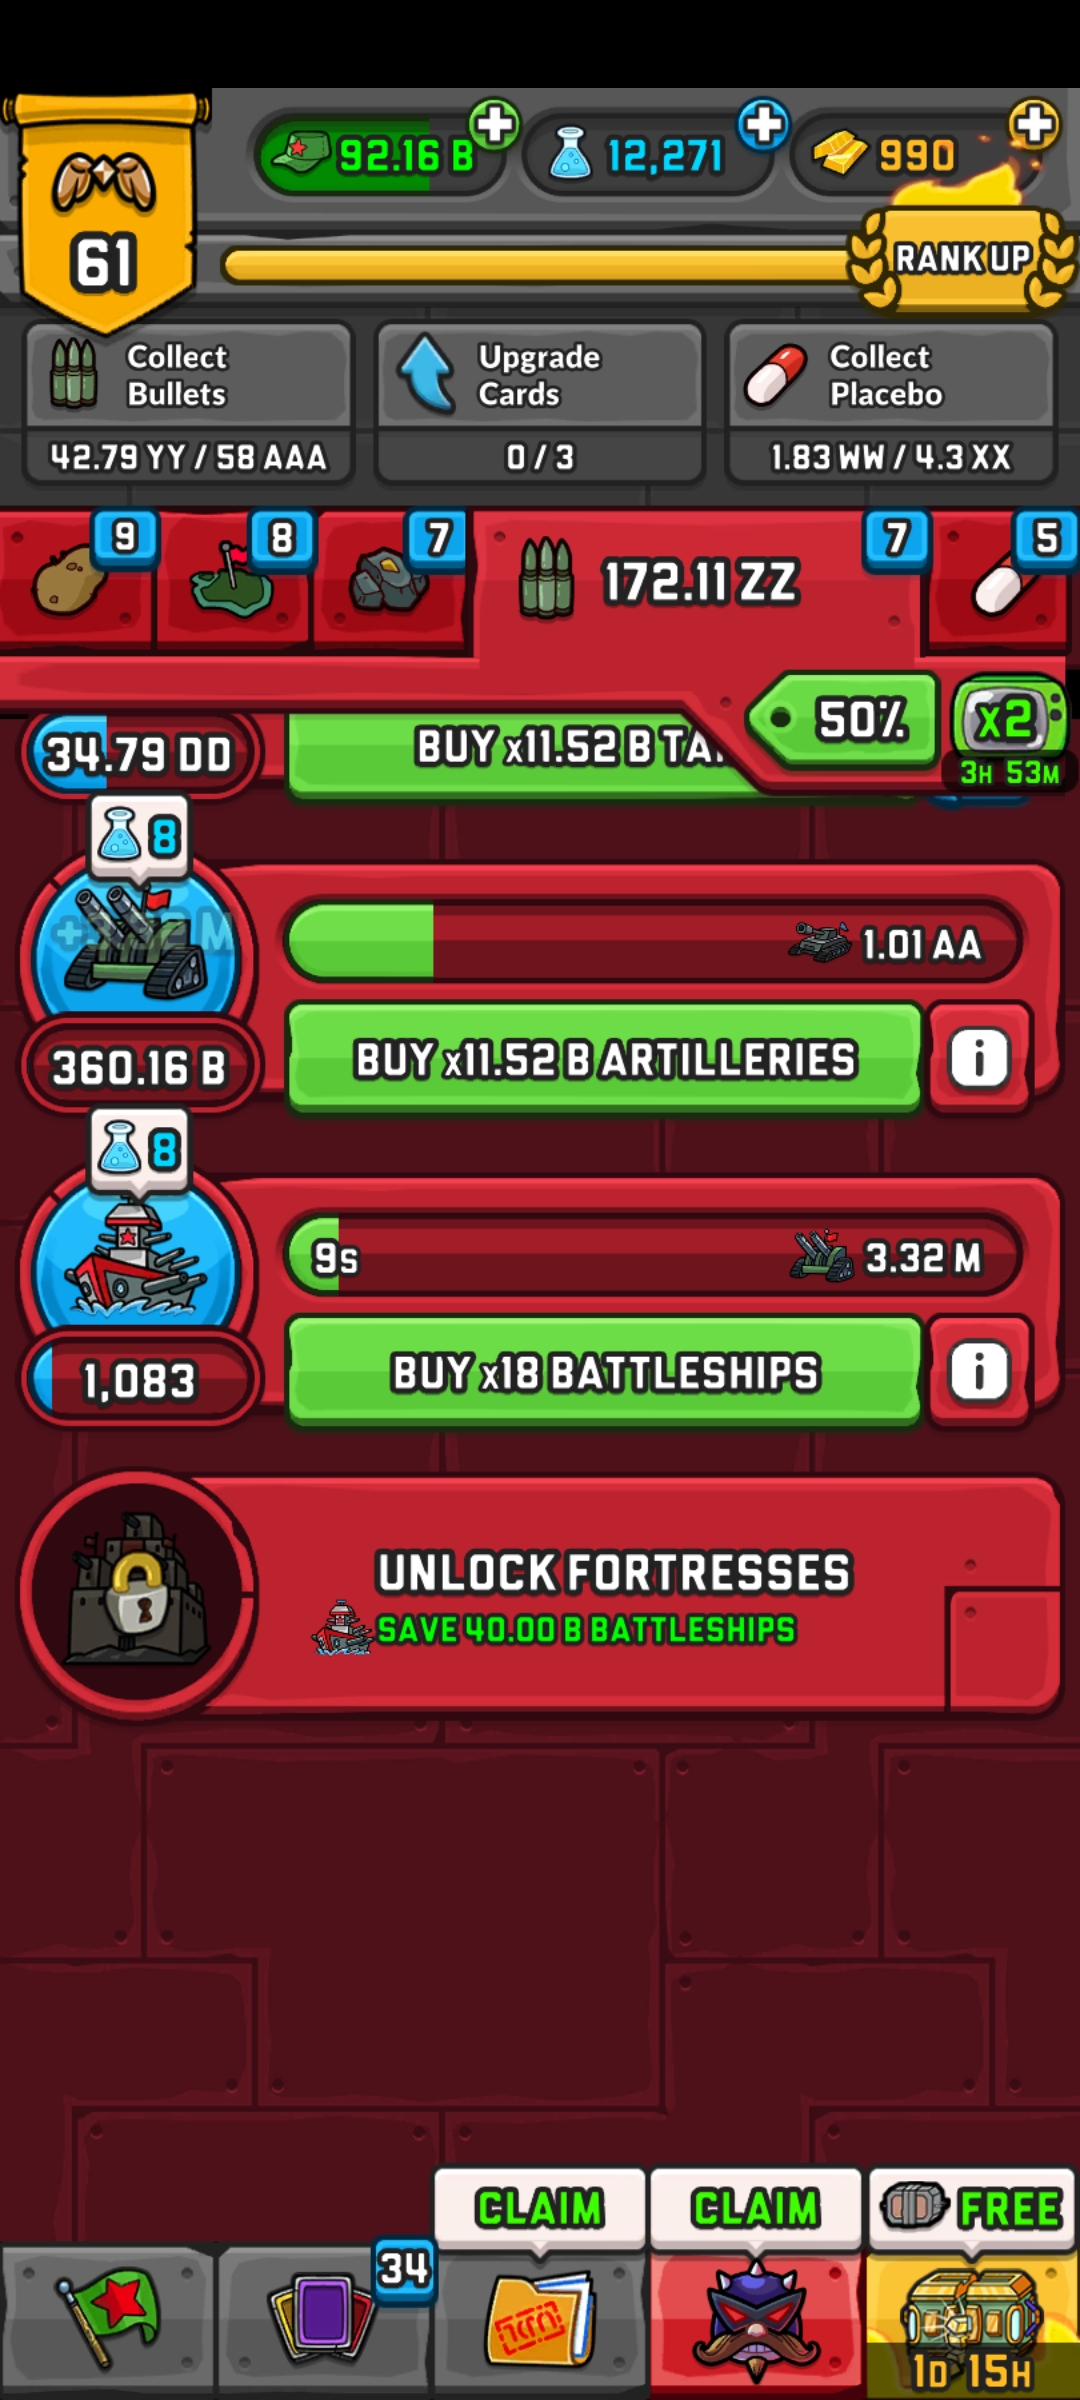 92.16 B
12,271
990
61
RANK UP
Collect
Bullets
42.79 YY / 58 AAA
Upgrade
Cards
0 / 3
Collect
Placebo
1.83 WW / 4.3 XX
9
8
7
172.11 ZZ
7
5
50%
x2
3H 53M
34.79 DD
BUY x11.52 B
8
1.01 AA
360.16 B
BUY x11.52 B ARTILLERIES
i
8
9s
3.32 M
1,083
BUY x18 BATTLESHIPS
i
UNLOCK FORTRESSES
SAVE 40.00 B BATTLESHIPS
CLAIM
CLAIM
FREE
34
1D 15H